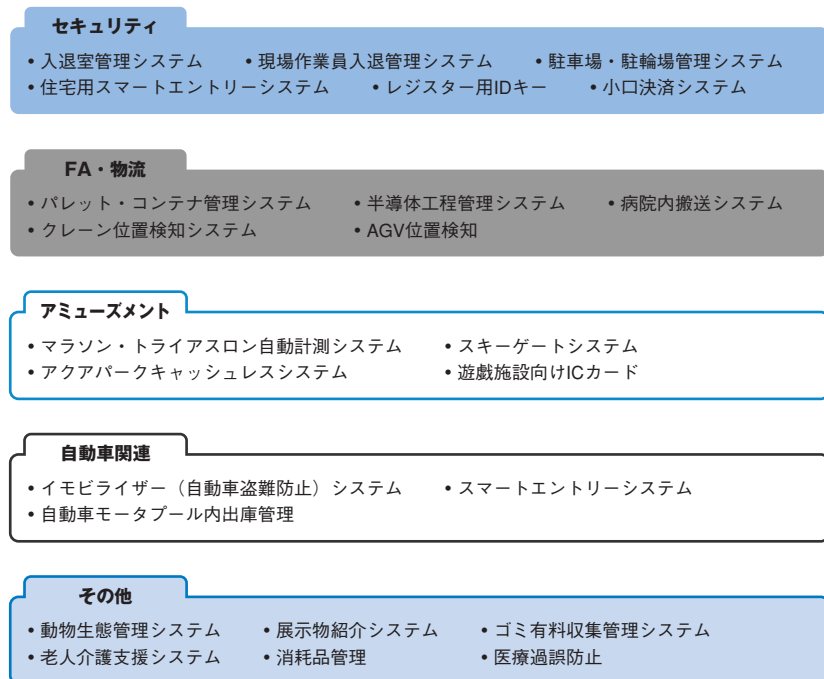 セキュリティ
• 入退室管理システム • 現場作業員入退管理システム • 駐車場・駐輪場管理システム
• 住宅用スマートエントリーシステム • レジスター用IDキー • 小口決済システム
FA・物流
• パレット・コンテナ管理システム • 半導体工程管理システム • 病院内搬送システム
• クレーン位置検知システム • AGV位置検知
アミューズメント
• マラソン・トライアスロン自動計測システム • スキーゲートシステム
• アクアパークキャッシュレスシステム • 遊戯施設向けICカード
自動車関連
• イモビライザー（自動車盗難防止）システム • スマートエントリーシステム
• 自動車モータプール内出庫管理
その他
• 動物生態管理システム • 展示物紹介システム • ゴミ有料収集管理システム
• 老人介護支援システム • 消耗品管理 • 医療過誤防止